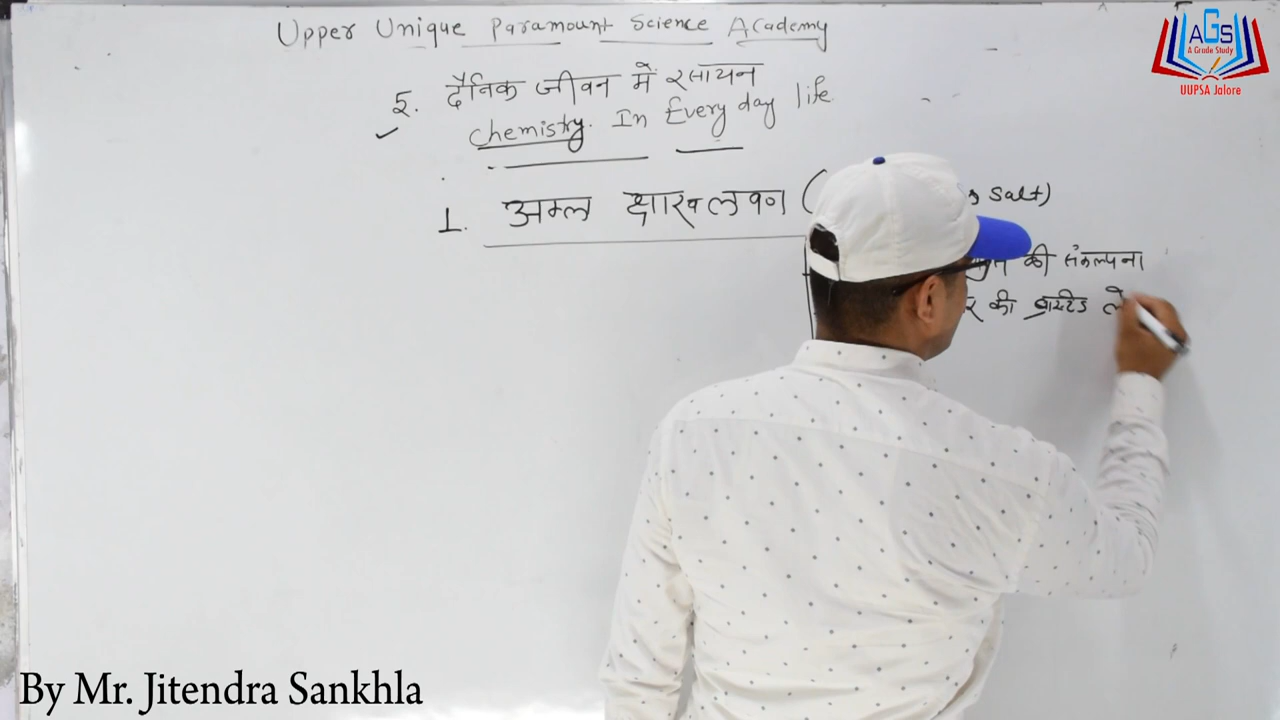 Upper Unique Paramount Science Academy
AGS
A Grade Study
UUPSA Jalore
5. दैनिक जीवन में रसायन
chemistry. In Every day life
1. अम्ल क्षार व लवण ( Salt)
की संकल्पना
की
By Mr. Jitendra Sankhla